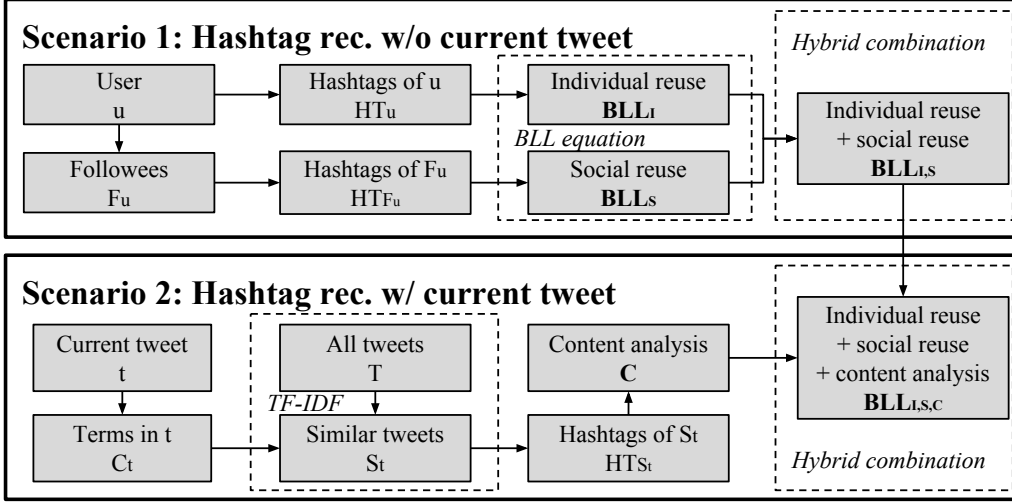 Scenario 1: Hashtag rec. w/o current tweet
Hybrid combination
User
u
Hashtags of u
HTu
Individual reuse
BLLI
BLL equation
Individual reuse
+ social reuse
BLLI,S
Followees
Fu
Hashtags of Fu
HTFu
Social reuse
BLLS
Scenario 2: Hashtag rec. w/ current tweet
Current tweet
t
All tweets
T
Content analysis
C
Individual reuse
+ social reuse
+ content analysis
BLLI,S,C
TF-IDF
Terms in t
Ct
Similar tweets
St
Hashtags of St
HTSt
Hybrid combination